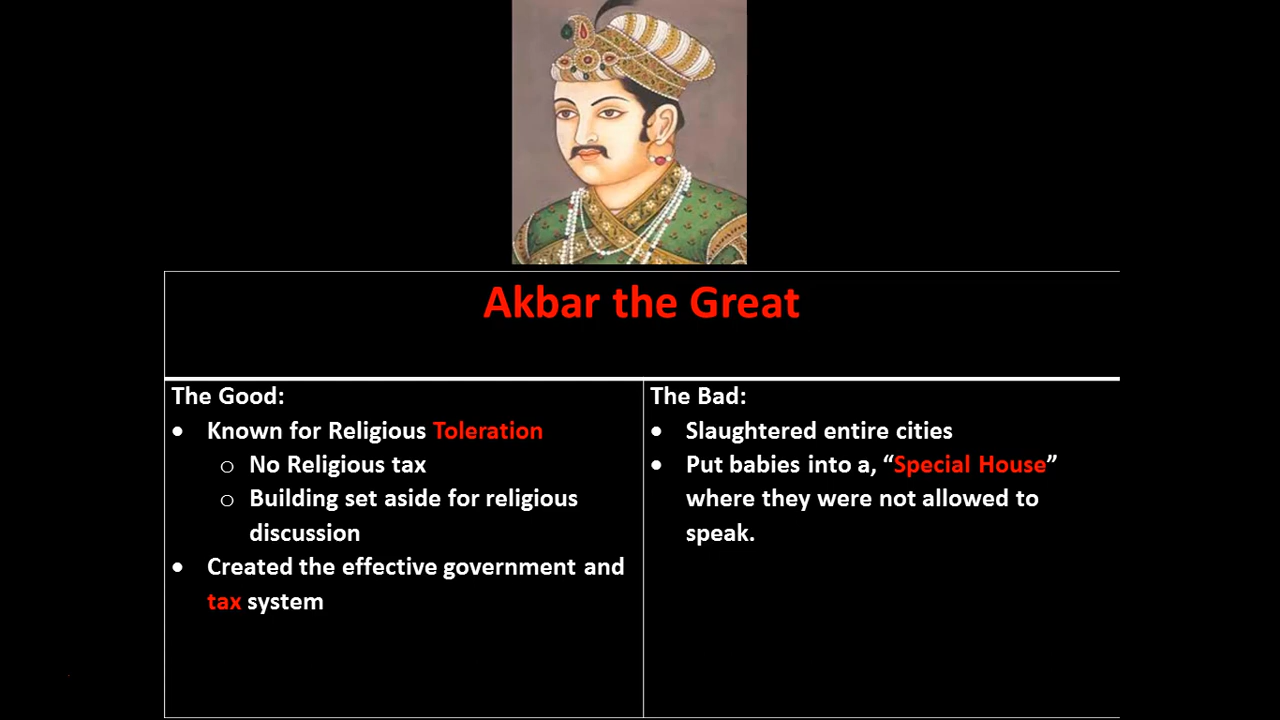 Akbar the Great
The Good:
• Known for Religious Toleration
o No Religious tax
o Building set aside for religious
discussion
• Created the effective government and
tax system
The Bad:
• Slaughtered entire cities
• Put babies into a, “Special House”
where they were not allowed to
speak.